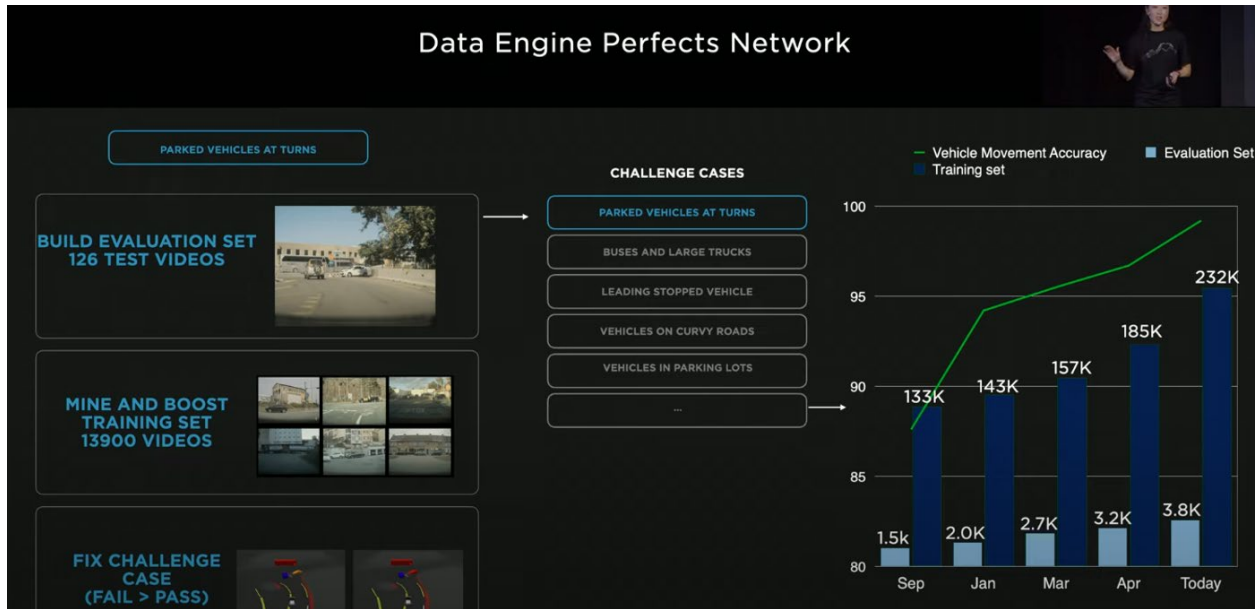 Data Engine Perfects Network
PARKED VEHICLES AT TURNS
BUILD EVALUATION SET
126 TEST VIDEOS
MINE AND BOOST
TRAINING SET
13900 VIDEOS
FIX CHALLENGE
CASE
(FAIL > PASS)
CHALLENGE CASES
PARKED VEHICLES AT TURNS
BUSES AND LARGE TRUCKS
LEADING STOPPED VEHICLE
VEHICLES ON CURVY ROADS
VEHICLES IN PARKING LOTS
...
Vehicle Movement Accuracy
Evaluation Set
Training set
100
95
90
85
80
232K
185K
157K
143K
133K
3.8K
3.2K
2.7K
2.0K
1.5k
Sep
Jan
Mar
Apr
Today